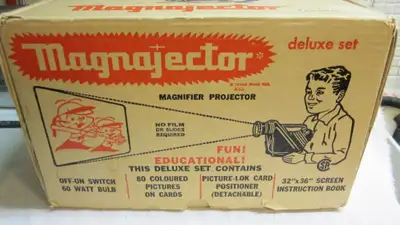 Magnajector
deluxe set
MAGNIFIER PROJECTOR
NO FILM
OR SLIDES
REQUIRED
FUN!
EDUCATIONAL!
THIS DELUXE SET CONTAINS
OFF-ON SWITCH
60 WATT BULB
60 COLOURED
PICTURES
ON CARDS
PICTURE-LOK CARD
POSITIONER
(DETACHABLE)
32"x36" SCREEN
INSTRUCTION BOOK